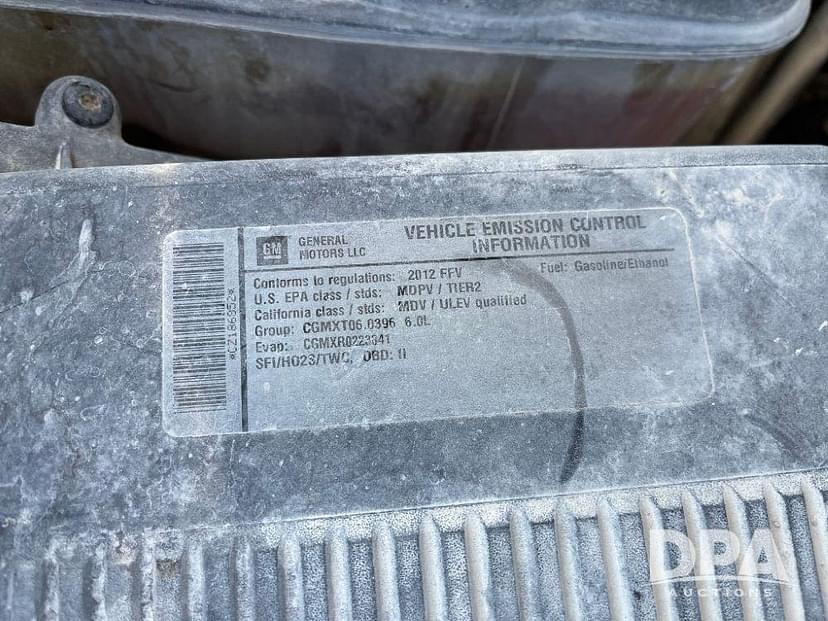 *CZ186952*
GM
GENERAL
MOTORS LLC
VEHICLE EMISSION CONTROL
INFORMATION
Conforms to regulations: 2012 FFV
Fuel: Gasoline/Ethanol
U.S. EPA class / stds: MDPV / TIER2
California class / stds: MDV / ULEV qualified
Group: CGMXT06.0396 6.0L
Evap: CGMXR0223941
SFI/HO2S/TWC, OBD: II
DPA
AUCTIONS